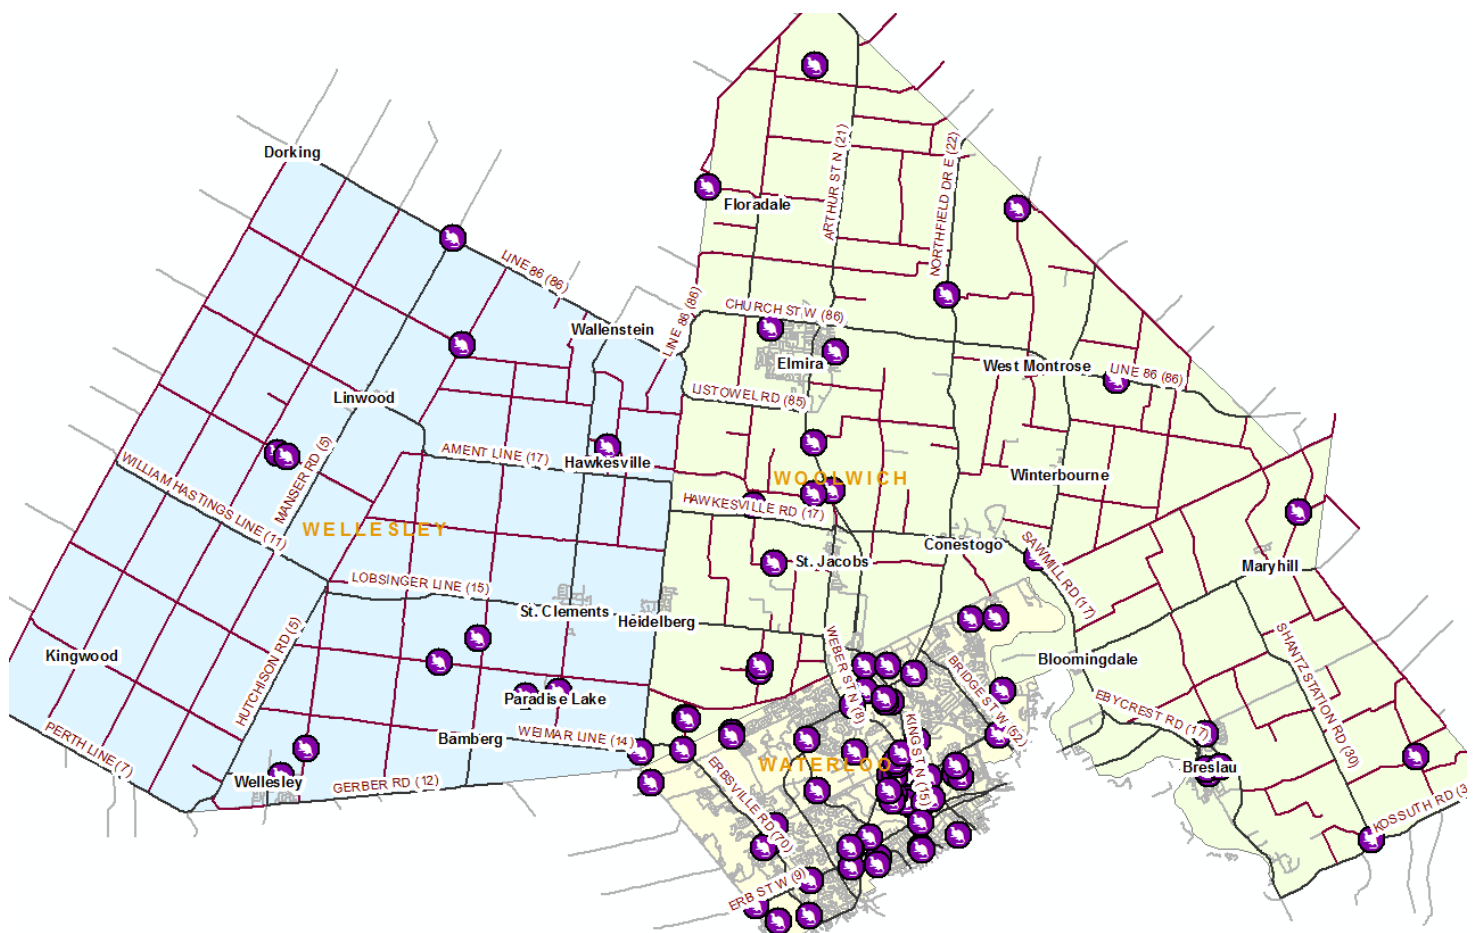 Dorking
ARTHUR ST N (21)
NORTHFIELD DR E (22)
Floradale
LINE 86 (86)
LINE 86 (86)
CHURCH ST W (86)
Wallenstein
Elmira
West Montrose
LINE 86 (86)
Linwood
LISTOWEL RD (85)
MANSER RD (5)
AMENT LINE (17)
Hawkesville
WOOLWICH
Winterbourne
WILLIAM HASTINGS LINE (11)
WELLESLEY
HAWKESVILLE RD (17)
Conestogo
SAWMILL RD (17)
St. Jacobs
Maryhill
LOBSINGER LINE (15)
St. Clements
Heidelberg
HUTCHISON RD (5)
Kingwood
WEBER ST N (8)
BRIDGE ST W (52)
Bloomingdale
SHANTZ STATION RD (30)
Paradise Lake
EBYCREST RD (17)
Bamberg
WEIMAR LINE (14)
KING ST N (15)
PERTH LINE (7)
WATERLOO
Breslau
Wellesley
GERBER RD (12)
ERBSVILLE RD (70)
KOSSUTH RD (3
ERB ST W (9)